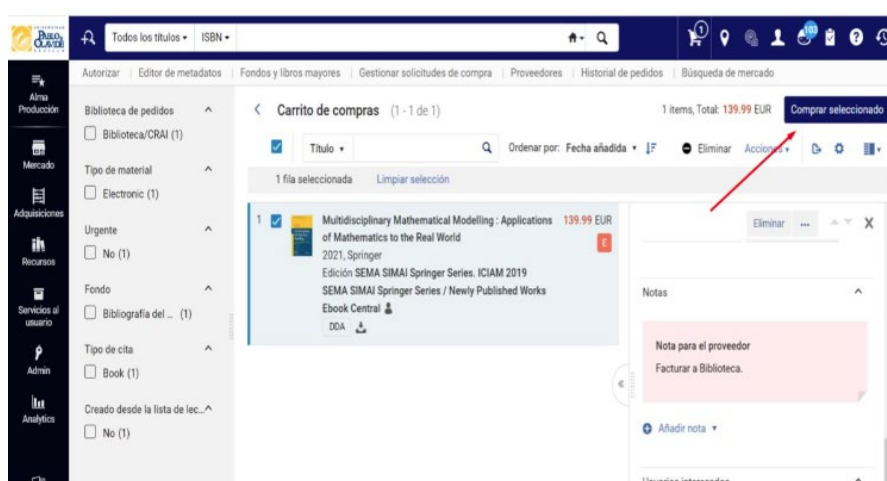 PABLO
OLAVIDE
Todos los títulos
ISBN
1
103
Autorizar
Editor de metadatos
Fondos y libros mayores
Gestionar solicitudes de compra
Proveedores
Historial de pedidos
Búsqueda de mercado
Alma
Producción
Mercado
Adquisiciones
Recursos
Servicios al
usuario
Admin
Analytics
Biblioteca de pedidos
Biblioteca/CRAI (1)
Tipo de material
Electronic (1)
Urgente
No (1)
Fondo
Bibliografía del ... (1)
Tipo de cita
Book (1)
Creado desde la lista de lec...
No (1)
Carrito de compras (1 - 1 de 1)
1 items, Total: 139.99 EUR
Comprar seleccionado
Título
Ordenar por: Fecha añadida
Eliminar
Acciones
1 fila seleccionada
Limpiar selección
1
Multidisciplinary Mathematical Modelling : Applications
of Mathematics to the Real World
139.99 EUR
E
2021, Springer
Edición SEMA SIMAI Springer Series. ICIAM 2019
SEMA SIMAI Springer Series / Newly Published Works
Ebook Central
DDA
Eliminar
Notas
Nota para el proveedor
Facturar a Biblioteca.
Añadir nota